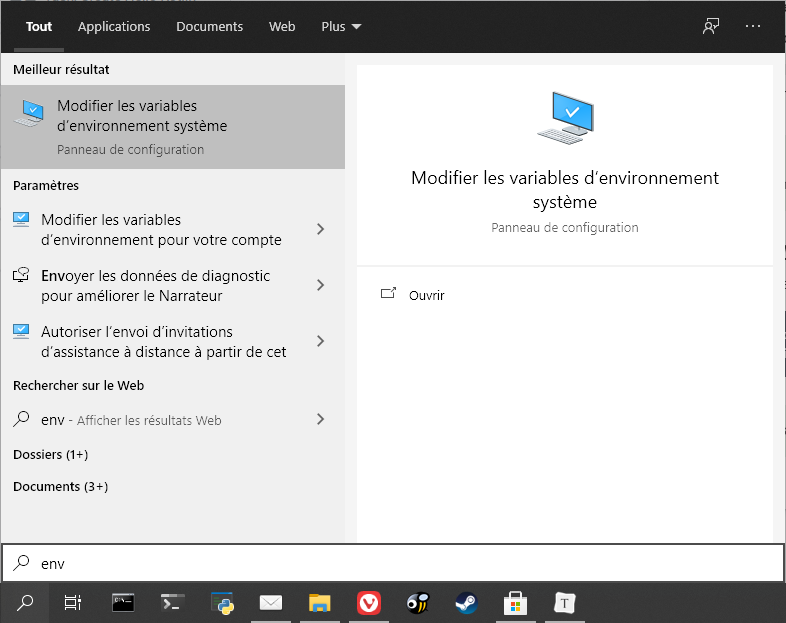 Tout Applications Documents Web Plus
Meilleur résultat
Modifier les variables
d’environnement système
Panneau de configuration
Paramètres
Modifier les variables
d’environnement pour votre compte
Envoyer les données de diagnostic
pour améliorer le Narrateur
Autoriser l’envoi d’invitations
d’assistance à distance à partir de cet
Rechercher sur le Web
env - Afficher les résultats Web
Dossiers (1+)
Documents (3+)
Modifier les variables d’environnement
système
Panneau de configuration
Ouvrir
env
T